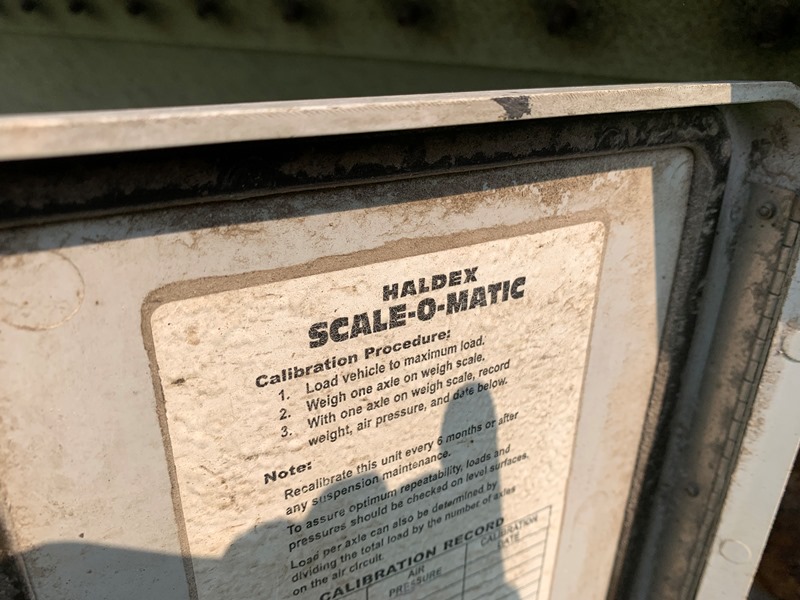 HALDEX
SCALE-O-MATIC
Calibration Procedure:
1. Load vehicle to maximum load.
2. Weigh one axle on weigh scale.
3. With one axle on weigh scale, record
weight, air pressure, and date below.
Note:
Recalibrate this unit every 6 months or after
any suspension maintenance.
To assure optimum repeatability, loads and
pressures should be checked on level surfaces.
Load per axle can also be determined by
dividing the total load by the number of axles
on the air circuit.
CALIBRATION RECORD
AIR
PRESSURE
CALIBRATION
DATE